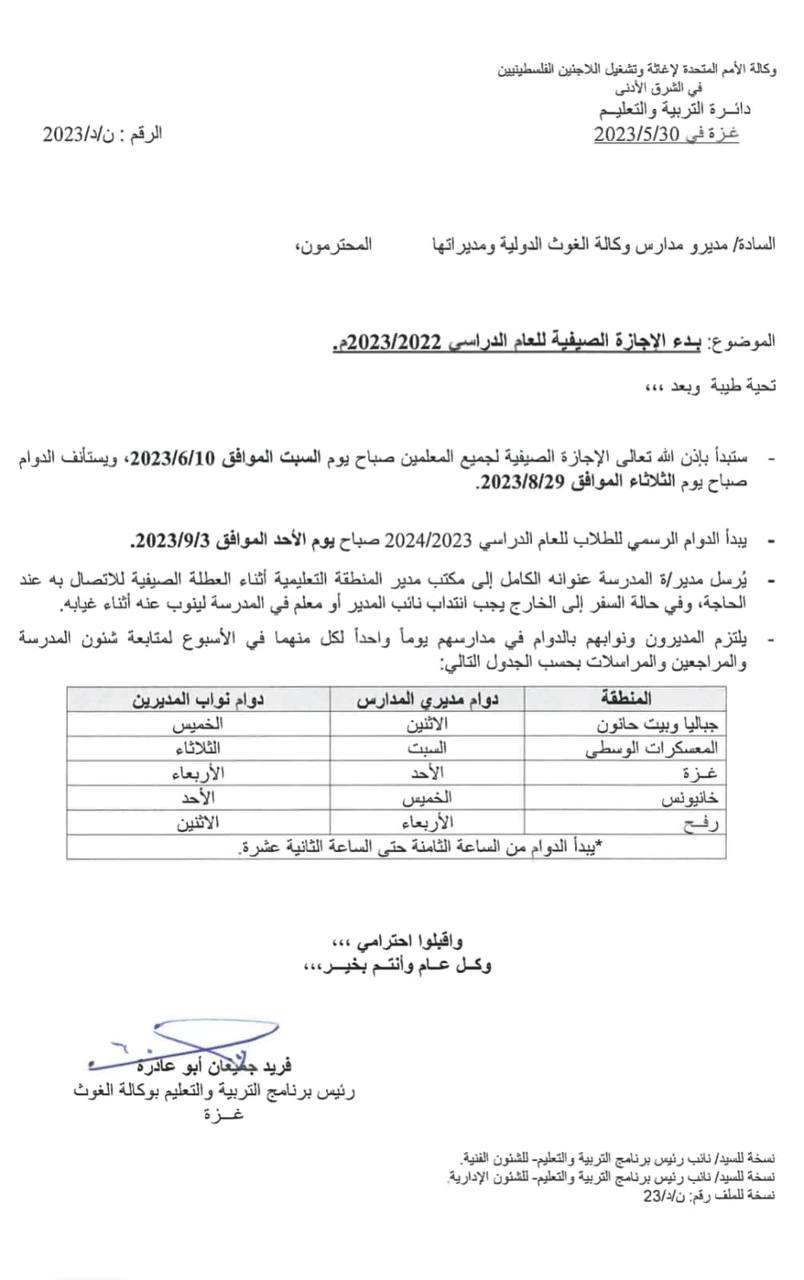 وكالة الأمم المتحدة لإغاثة وتشغيل اللاجئين الفلسطينيين
في الشرق الأدنى
دائــرة التربية والتعليـم
غـزة في 2023/5/30
الرقم : ن/د/2023
السادة/ مديرو مدارس وكالة الغوث الدولية ومديراتها المحترمون،
الموضوع: بـدء الإجازة الصيفية للعام الدراسي 2023/2022م.
تحية طيبة وبعد ،،،
- ستبدأ بإذن الله تعالى الإجازة الصيفية لجميع المعلمين صباح يوم السبت الموافق 2023/6/10، ويستأنف الدوام
صباح يوم الثلاثاء الموافق 2023/8/29.
- يبدأ الدوام الرسمي للطلاب للعام الدراسي 2024/2023 صباح يوم الأحد الموافق 2023/9/3.
- يُرسل مدير/ة المدرسة عنوانه الكامل إلى مكتب مدير المنطقة التعليمية أثناء العطلة الصيفية للاتصال به عند
الحاجة، وفي حالة السفر إلى الخارج يجب انتداب نائب المدير أو معلم في المدرسة لينوب عنه أثناء غيابه.
- يلتزم المديرون ونوابهم بالدوام في مدارسهم يوماً واحداً لكل منهما في الأسبوع لمتابعة شئون المدرسة
والمراجعين والمراسلات بحسب الجدول التالي:
المنطقة دوام مديري المدارس دوام نواب المديرين
جباليا وبيت حانون الاثنين الخميس
المعسكرات الوسطى السبت الثلاثاء
غـزة الأحد الأربعاء
خانيونس الخميس الأحد
رفـح الأربعاء الاثنين
*يبدأ الدوام من الساعة الثامنة حتى الساعة الثانية عشرة.
واقبلوا احترامي ،،،
وكـل عــام وأنتــم بخيــر،،،
فريد جميعان أبو عاذرة
رئيس برنامج التربية والتعليم بوكالة الغوث
غــزة
نسخة للسيد/ نائب رئيس برنامج التربية والتعليم- للشئون الفنية.
نسخة للسيد/ نائب رئيس برنامج التربية والتعليم- للشئون الإدارية.
نسخة للملف رقم: ن/د/23